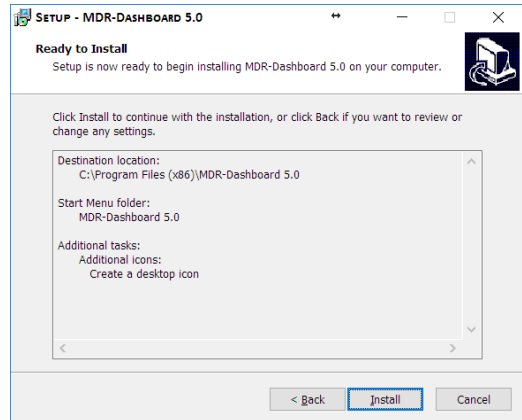 Setup - MDR-Dashboard 5.0
Ready to Install
Setup is now ready to begin installing MDR-Dashboard 5.0 on your computer.
Click Install to continue with the installation, or click Back if you want to review or
change any settings.
Destination location:
C:\Program Files (x86)\MDR-Dashboard 5.0
Start Menu folder:
MDR-Dashboard 5.0
Additional tasks:
Additional icons:
Create a desktop icon
< Back
Install
Cancel